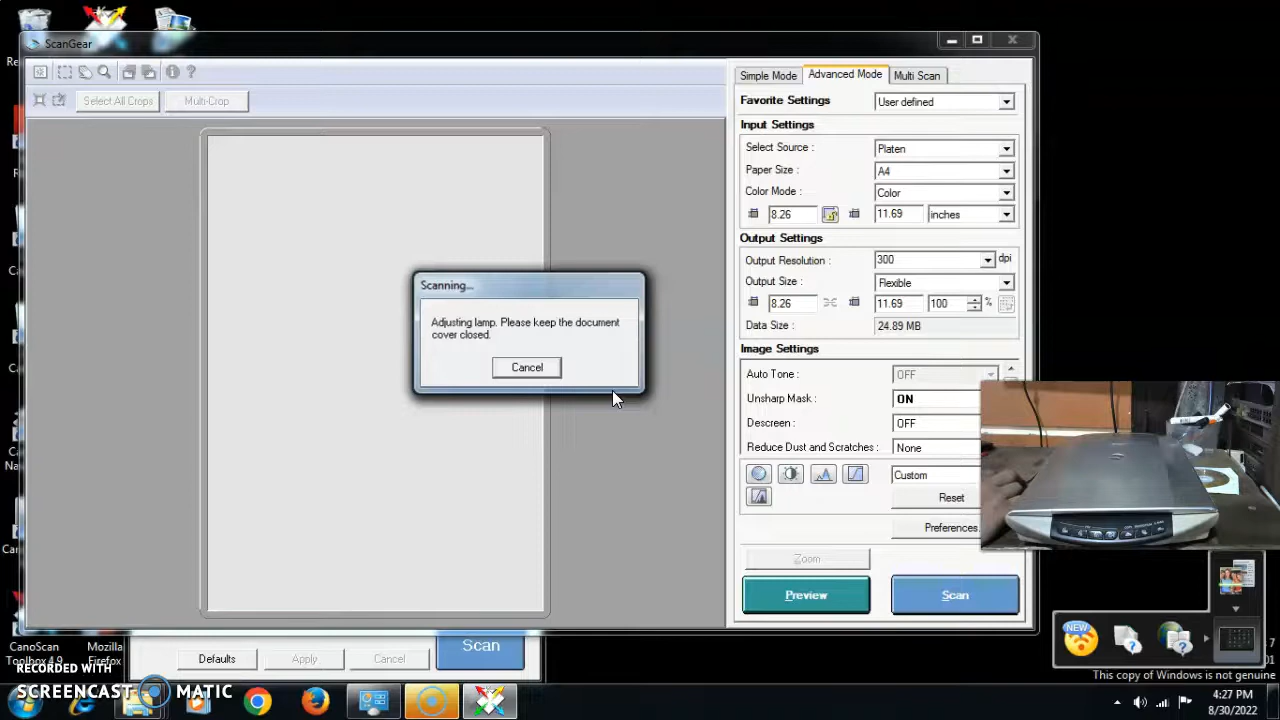 ScanGear
Select All Crops
Multi-Crop
Simple Mode
Advanced Mode
Multi Scan
Favorite Settings
User defined
Input Settings
Select Source :
Platen
Paper Size :
A4
Color Mode :
Color
8.26
11.69
inches
Output Settings
Output Resolution :
300
dpi
Output Size :
Flexible
8.26
11.69
100
%
Data Size :
24.89 MB
Image Settings
Auto Tone :
OFF
Unsharp Mask :
ON
Descreen :
OFF
Reduce Dust and Scratches :
None
Custom
Reset
Preferences.
Zoom
Preview
Scan
Scanning...
Adjusting lamp. Please keep the document
cover closed.
Cancel
CanoScan
Toolbox 4.9
Mozilla
Firefox
Defaults
Apply
Cancel
Scan
RECORDED WITH
SCREENCAST MATIC
NEW
This copy of Windows is not genuine
4:27 PM
8/30/2022